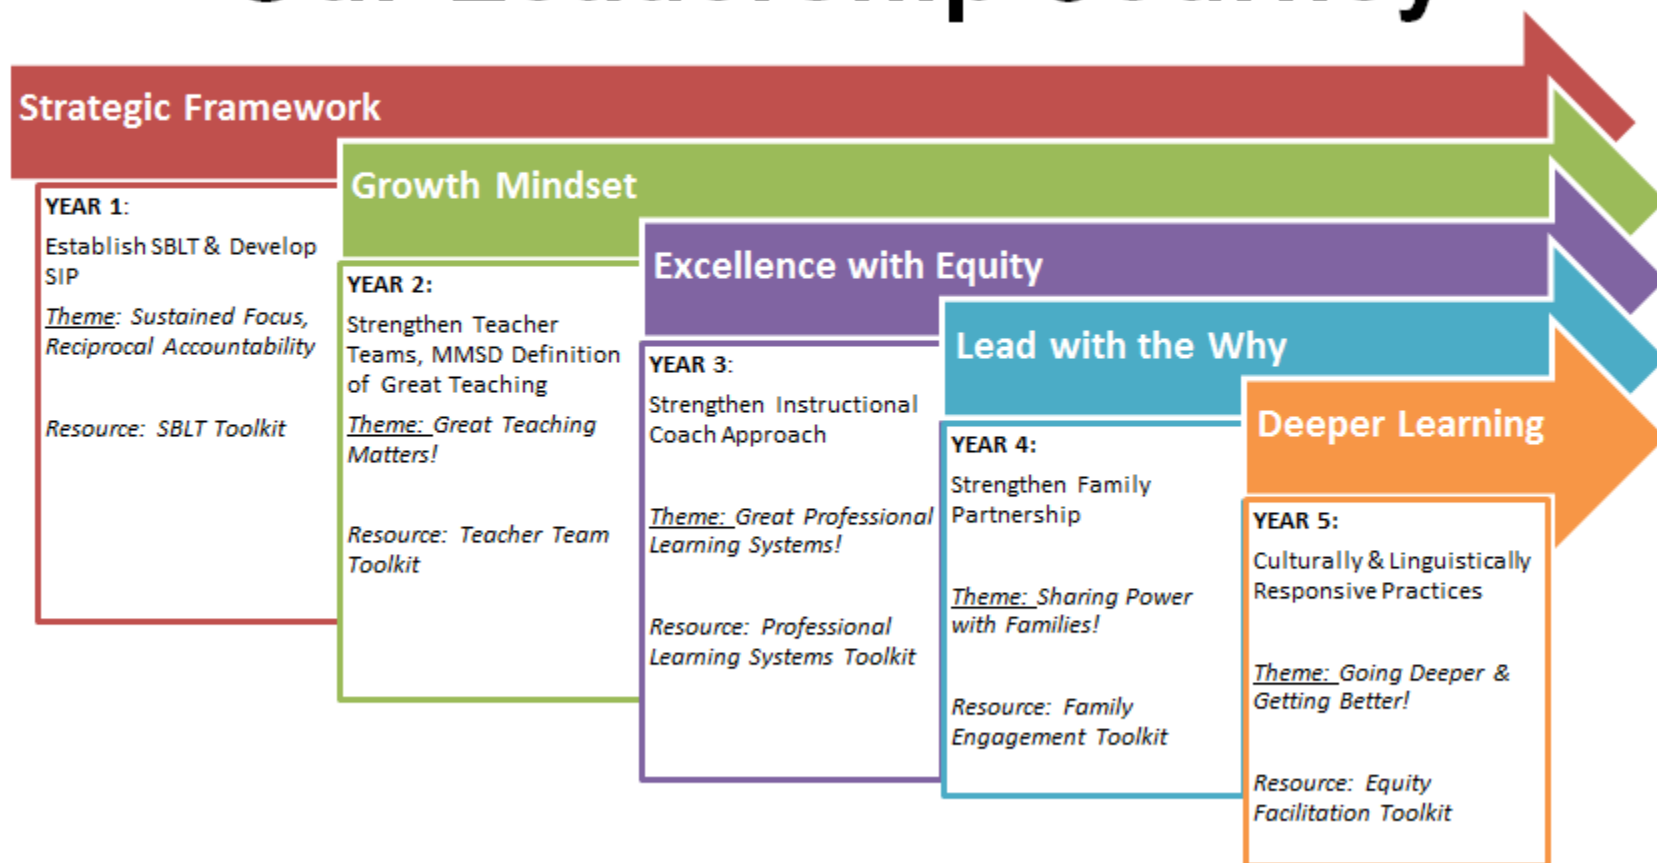 Our Leadership Journey
Strategic Framework
YEAR 1:
Establish SBLT & Develop
SIP
Theme: Sustained Focus,
Reciprocal Accountability
Resource: SBLT Toolkit
Growth Mindset
YEAR 2:
Strengthen Teacher
Teams, MMSD Definition
of Great Teaching
Theme: Great Teaching
Matters!
Resource: Teacher Team
Toolkit
Excellence with Equity
YEAR 3:
Strengthen Instructional
Coach Approach
Theme: Great Professional
Learning Systems!
Resource: Professional
Learning Systems Toolkit
Lead with the Why
YEAR 4:
Strengthen Family
Partnership
Theme: Sharing Power
with Families!
Resource: Family
Engagement Toolkit
Deeper Learning
YEAR 5:
Culturally & Linguistically
Responsive Practices
Theme: Going Deeper &
Getting Better!
Resource: Equity
Facilitation Toolkit